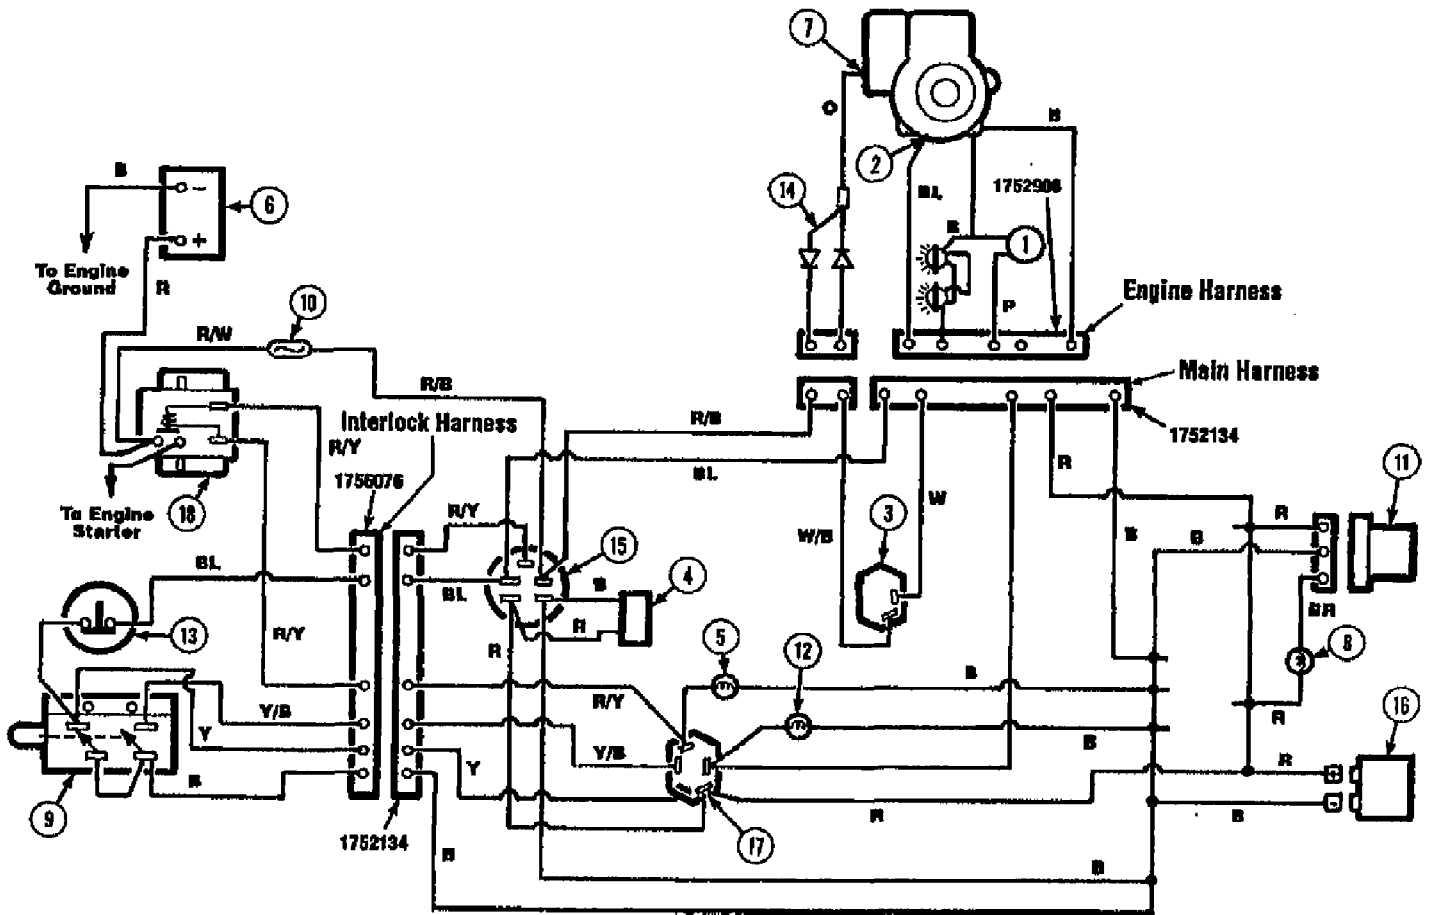 7
O
B
2
14
BL
1752906
B
1
P
Engine Harness
B
6
To Engine
Ground
R
10
R/W
R/B
Main Harness
1752134
Interlock Harness
R/Y
R/B
BL
R
11
1756076
W
To Engine
Starter
18
R/Y
15
3
W/B
B
R
B
BL
BL
B
4
BR
13
R/Y
R
R
5
12
8
R/Y
B
R
16
Y/B
Y
Y/B
B
Y
R
B
9
R
B
17
1752134
B
B